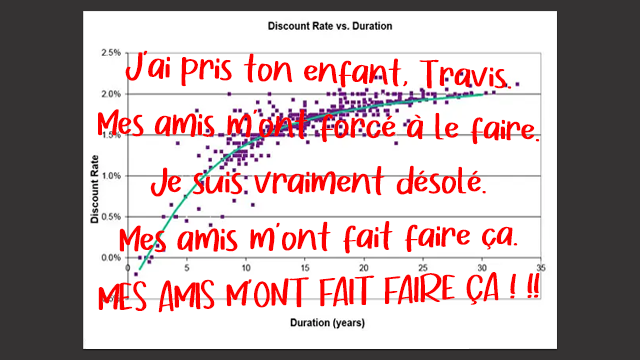 Discount Rate vs. Duration
2.5%
J'ai pris ton enfant, Travis.
2.0%
Mes amis m'ont forcé à le faire.
1.5%
1.0%
Je suis vraiment désolé.
Discount Rate
0.5%
Mes amis m'ont fait faire ça.
0.0%
0 5 10 15 20 25 30 35
MES AMIS M'ONT FAIT FAIRE ÇA ! !!
Duration (years)